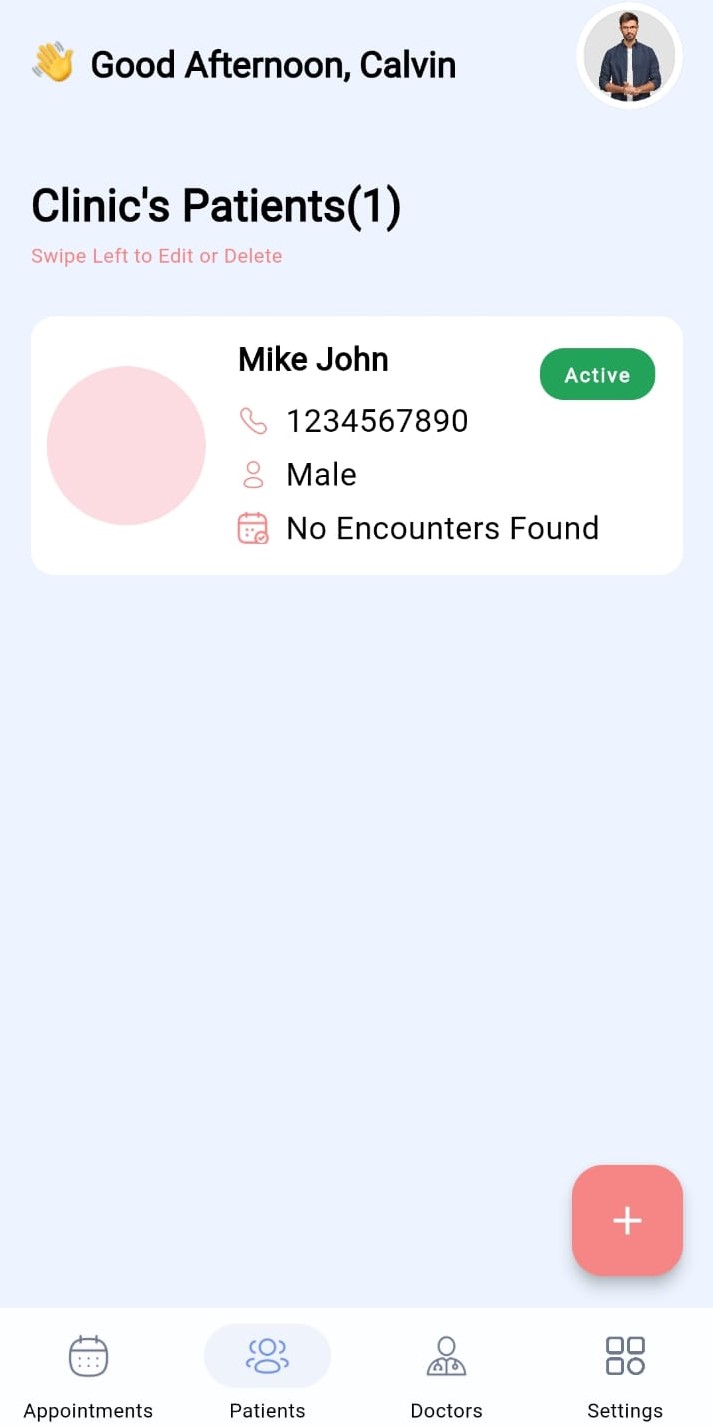 👋 Good Afternoon, Calvin
Clinic's Patients(1)
Swipe Left to Edit or Delete
Mike John
Active
1234567890
Male
No Encounters Found
+
Appointments
Patients
Doctors
Settings